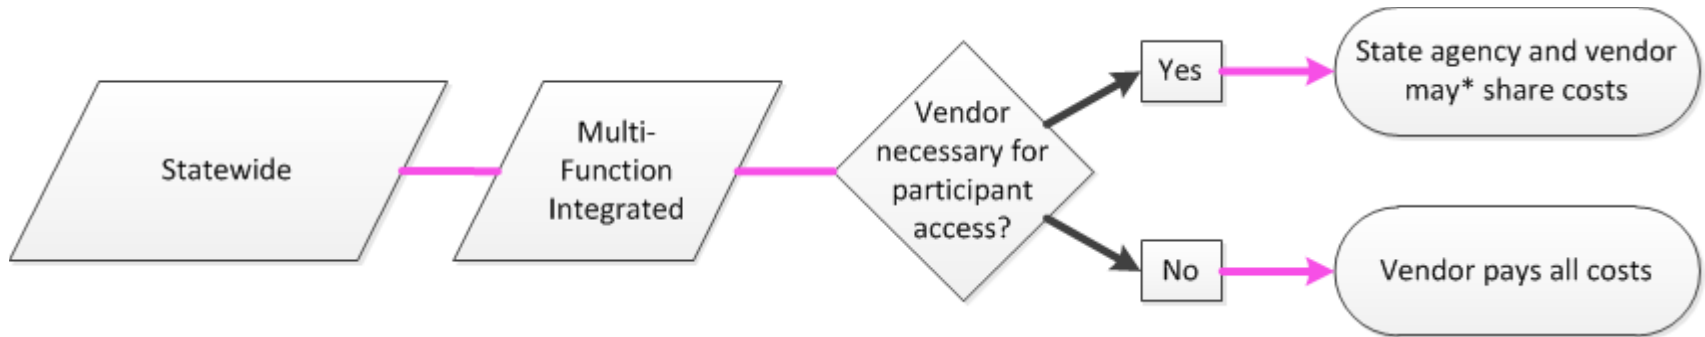 Statewide
Multi-
Function
Integrated
Vendor
necessary for
participant
access?
Yes
State agency and vendor
may* share costs
No
Vendor pays all costs